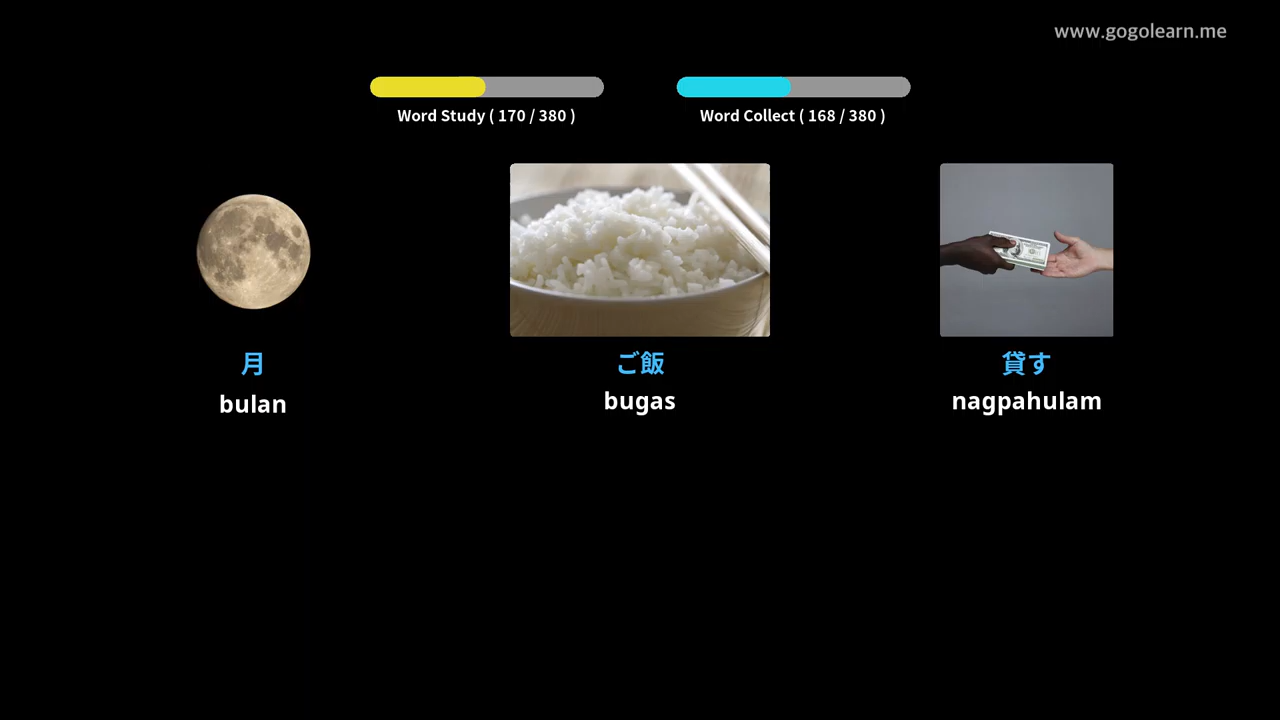 www.gogolearn.me
Word Study ( 170 / 380 )
Word Collect ( 168 / 380 )
月
ご飯
貸す
bulan
bugas
nagpahulam